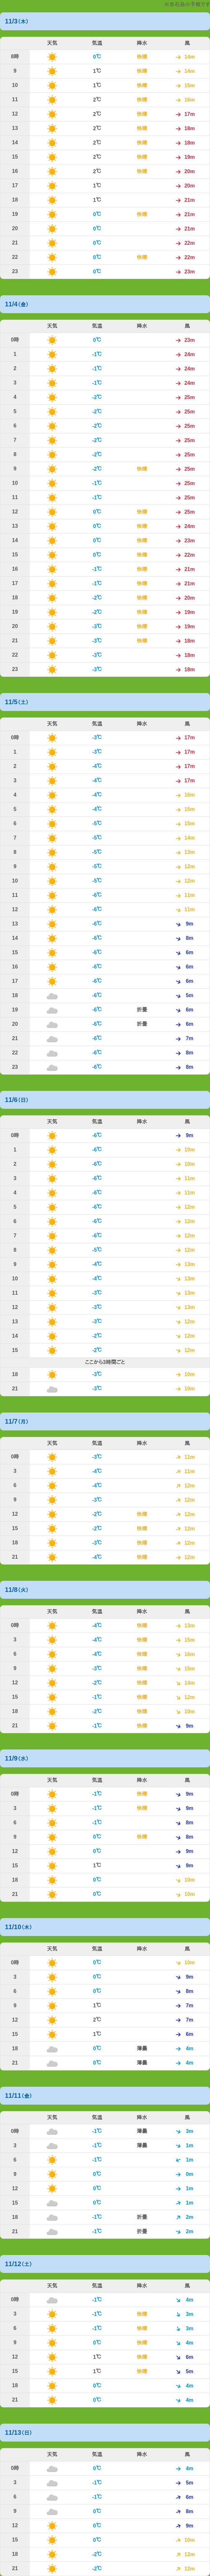 11/3(木)
天気 気温 降水 風
8時 0℃ 快晴 14m
9 1℃ 快晴 14m
10 1℃ 快晴 15m
11 2℃ 快晴 16m
12 2℃ 快晴 17m
13 2℃ 快晴 18m
14 2℃ 快晴 18m
15 2℃ 快晴 19m
16 2℃ 快晴 20m
17 1℃ 20m
18 1℃ 21m
19 0℃ 快晴 21m
20 0℃ 21m
21 0℃ 22m
22 0℃ 快晴 22m
23 0℃ 23m
11/4(金)
天気 気温 降水 風
0時 0℃ 23m
1 -1℃ 24m
2 -1℃ 24m
3 -1℃ 24m
4 -2℃ 25m
5 -2℃ 25m
6 -2℃ 25m
7 -2℃ 25m
8 -2℃ 25m
9 -2℃ 快晴 25m
10 -1℃ 25m
11 -1℃ 25m
12 0℃ 快晴 25m
13 0℃ 快晴 24m
14 0℃ 快晴 23m
15 0℃ 快晴 22m
16 -1℃ 快晴 21m
17 -1℃ 快晴 21m
18 -2℃ 快晴 20m
19 -2℃ 快晴 19m
20 -3℃ 快晴 19m
21 -3℃ 快晴 18m
22 -3℃ 18m
23 -3℃ 18m
11/5(土)
天気 気温 降水 風
0時 -3℃ 17m
1 -3℃ 17m
2 -4℃ 17m
3 -4℃ 17m
4 -4℃ 16m
5 -4℃ 15m
6 -5℃ 15m
7 -5℃ 14m
8 -5℃ 13m
9 -5℃ 12m
10 -5℃ 12m
11 -6℃ 11m
12 -6℃ 11m
13 -6℃ 9m
14 -6℃ 8m
15 -6℃ 6m
16 -6℃ 6m
17 -6℃ 6m
18 -6℃ 5m
19 -6℃ 折曇 6m
20 -6℃ 折曇 6m
21 -6℃ 7m
22 -6℃ 8m
23 -6℃ 8m
11/6(日)
天気 気温 降水 風
0時 -6℃ 9m
1 -6℃ 10m
2 -6℃ 10m
3 -6℃ 11m
4 -6℃ 11m
5 -6℃ 12m
6 -6℃ 12m
7 -6℃ 12m
8 -5℃ 12m
9 -4℃ 13m
10 -4℃ 13m
11 -3℃ 13m
12 -3℃ 13m
13 -3℃ 12m
14 -2℃ 12m
15 -2℃ 12m
ここから3時間ごと
18 -3℃ 10m
21 -3℃ 10m
11/7(月)
天気 気温 降水 風
0時 -3℃ 11m
3 -4℃ 11m
6 -4℃ 12m
9 -3℃ 12m
12 -2℃ 快晴 12m
15 -2℃ 快晴 12m
18 -3℃ 快晴 12m
21 -4℃ 快晴 12m
11/8(火)
天気 気温 降水 風
0時 -4℃ 快晴 13m
3 -4℃ 快晴 15m
6 -4℃ 快晴 16m
9 -3℃ 快晴 15m
12 -2℃ 快晴 14m
15 -1℃ 快晴 12m
18 -2℃ 快晴 10m
21 -1℃ 快晴 9m
11/9(水)
天気 気温 降水 風
0時 -1℃ 快晴 9m
3 -1℃ 快晴 9m
6 -1℃ 8m
9 0℃ 快晴 8m
12 0℃ 9m
15 1℃ 9m
18 0℃ 10m
21 0℃ 10m
11/10(木)
天気 気温 降水 風
0時 0℃ 10m
3 0℃ 9m
6 0℃ 8m
9 1℃ 7m
12 2℃ 7m
15 1℃ 6m
18 0℃ 薄曇 4m
21 0℃ 薄曇 4m
11/11(金)
天気 気温 降水 風
0時 -1℃ 薄曇 3m
3 -1℃ 薄曇 1m
6 -1℃ 1m
9 0℃ 0m
12 0℃ 1m
15 0℃ 1m
18 -1℃ 折曇 2m
21 -1℃ 折曇 2m
11/12(土)
天気 気温 降水 風
0時 -1℃ 4m
3 -1℃ 快晴 3m
6 -1℃ 快晴 3m
9 0℃ 快晴 4m
12 1℃ 快晴 6m
15 1℃ 快晴 5m
18 0℃ 4m
21 0℃ 4m
11/13(日)
天気 気温 降水 風
0時 0℃ 4m
3 -1℃ 5m
6 -1℃ 6m
9 0℃ 8m
12 0℃ 9m
15 0℃ 10m
18 -2℃ 12m
21 -2℃ 12m